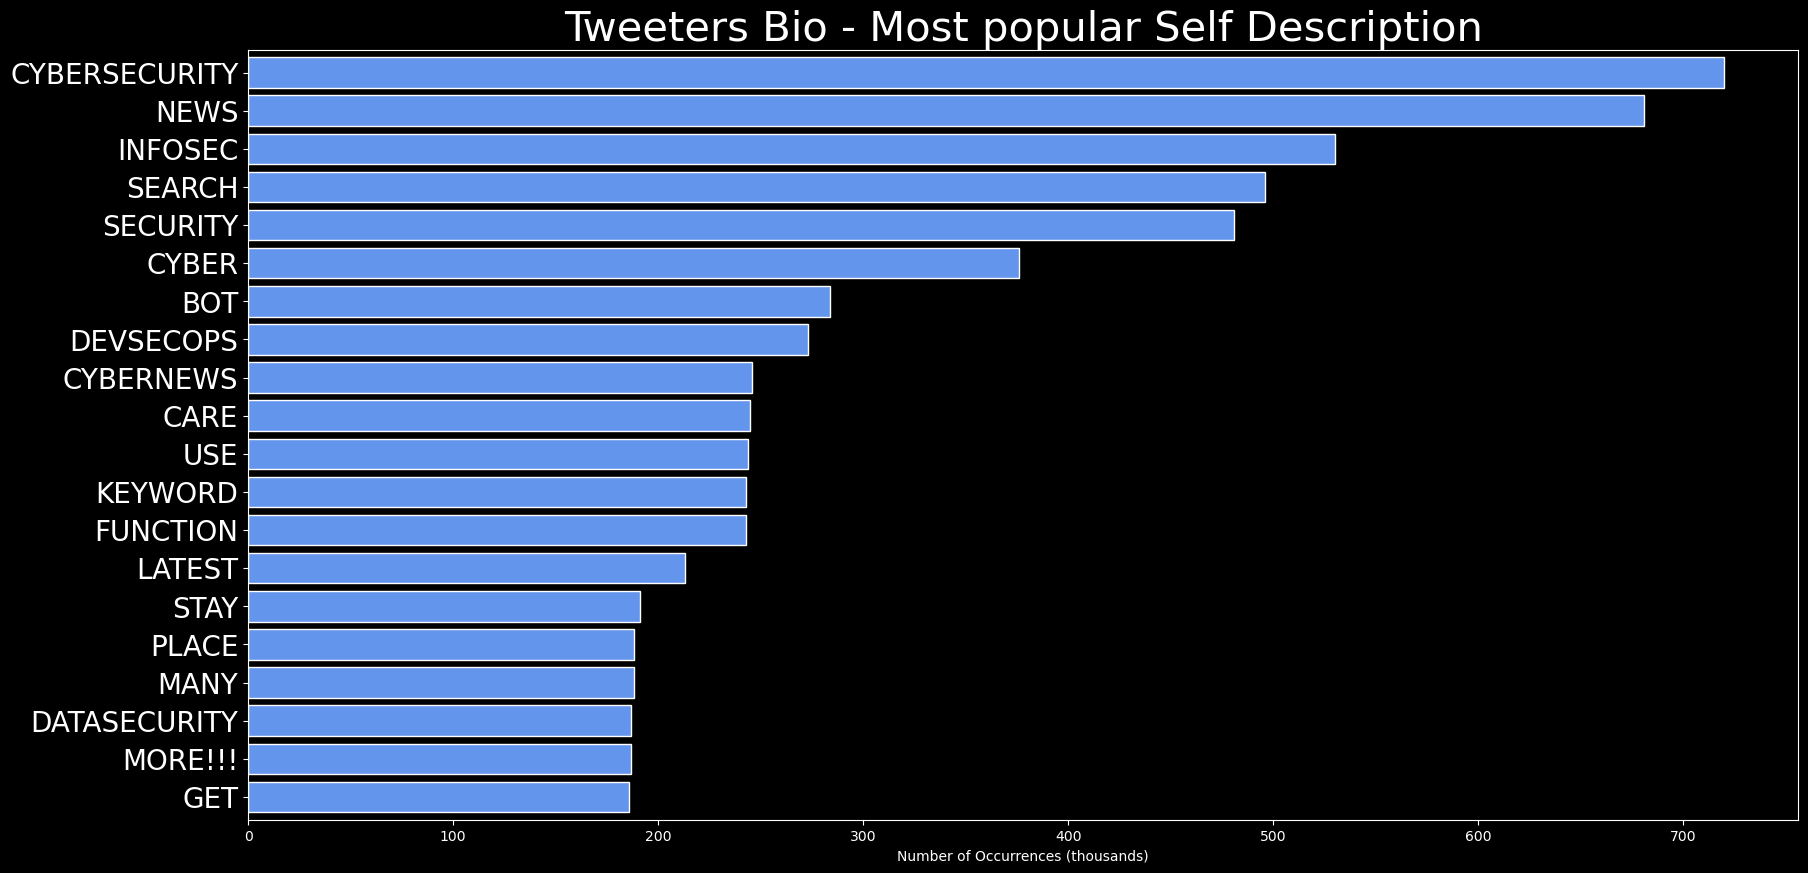 Tweeters Bio - Most popular Self Description
CYBERSECURITY
NEWS
INFOSEC
SEARCH
SECURITY
CYBER
BOT
DEVSECOPS
CYBERNEWS
CARE
USE
KEYWORD
FUNCTION
LATEST
STAY
PLACE
MANY
DATASECURITY
MORE!!!
GET
0 100 200 300 400 500 600 700
Number of Occurrences (thousands)